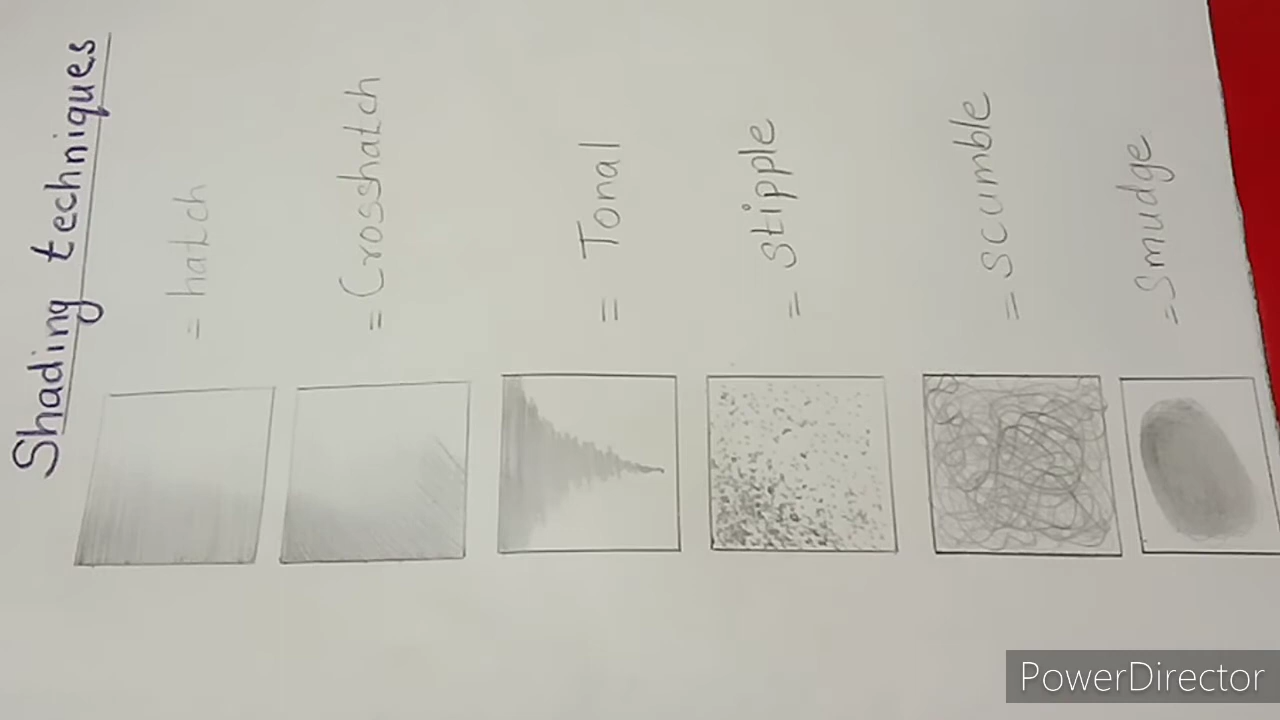 Shading techniques
= hatch
= Crosshatch
= Tonal
= stipple
= scumble
= smudge
PowerDirector